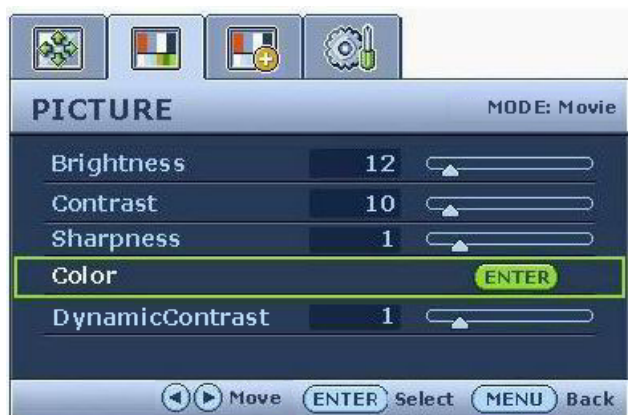 PICTURE MODE: Movie
Brightness 12
Contrast 10
Sharpness 1
Color ENTER
DynamicContrast 1
Move ENTER Select MENU Back